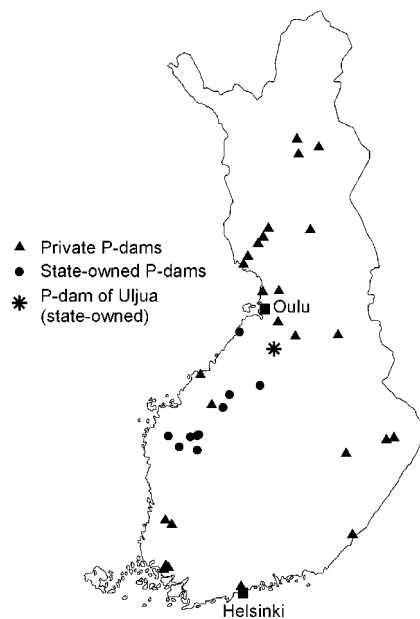 Private P-dams
State-owned P-dams
P-dam of Uljua
(state-owned)
Oulu
Helsinki